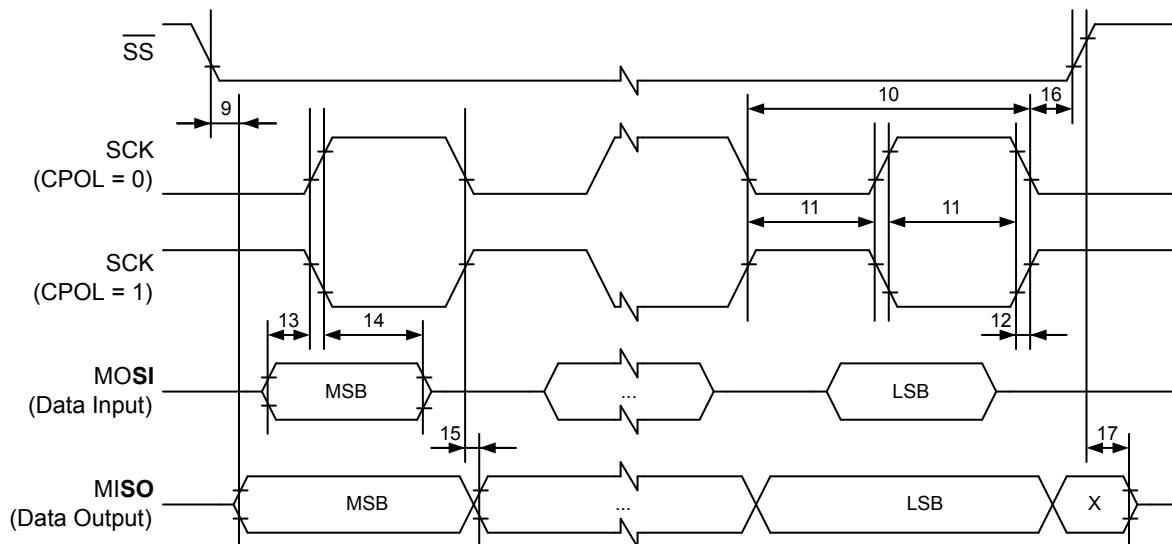 SS
10
16
9
SCK
(CPOL = 0)
11
11
SCK
(CPOL = 1)
13
14
12
MOSI
(Data Input)
MSB
...
LSB
15
17
MISO
(Data Output)
MSB
...
LSB
X